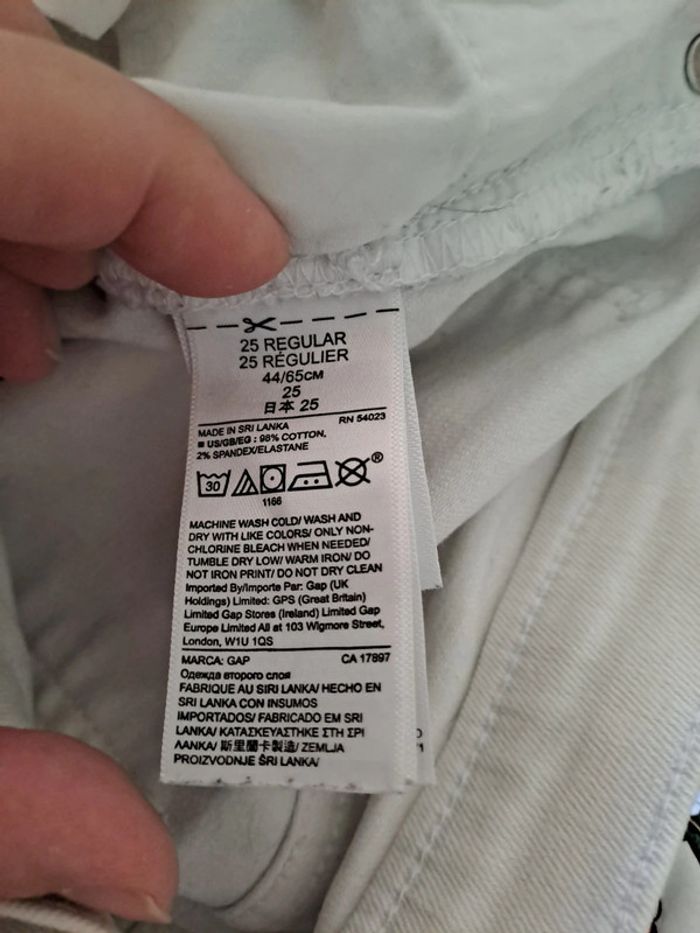 25 REGULAR
25 RÉGULIER
44/65CM
25
日本 25
MADE IN SRI LANKA RN 54023
■ US/GB/EG : 98% COTTON,
2% SPANDEX/ELASTANE
30
®
1166
MACHINE WASH COLD/ WASH AND
DRY WITH LIKE COLORS/ ONLY NON-
CHLORINE BLEACH WHEN NEEDED/
TUMBLE DRY LOW/ WARM IRON/ DO
NOT IRON PRINT/ DO NOT DRY CLEAN
Imported By/Importe Par: Gap (UK
Holdings) Limited: GPS (Great Britain)
Limited Gap Stores (Ireland) Limited Gap
Europe Limited All at 103 Wigmore Street,
London, W1U 1QS
MARCA: GAP CA 17897
Одежда второго слоя
FABRIQUE AU SIRI LANKA/ HECHO EN
SRI LANKA CON INSUMOS
IMPORTADOS/ FABRICADO EM SRI
LANKA/ ΚΑΤΑΣΚΕΥΑΣΤΗΚΕ ΣΤΗ ΣΡΙ
ΛΑΝΚΑ/ 斯里蘭卡製造/ ZEMLJA
PROIZVODNJE ŠRI LANKA/